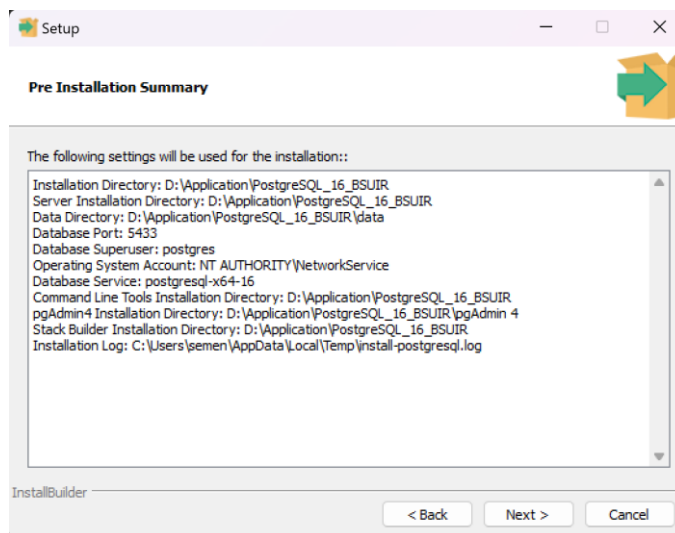 Setup
Pre Installation Summary
The following settings will be used for the installation::
Installation Directory: D:\Application\PostgreSQL_16_BSUIR
Server Installation Directory: D:\Application\PostgreSQL_16_BSUIR
Data Directory: D:\Application\PostgreSQL_16_BSUIR\data
Database Port: 5433
Database Superuser: postgres
Operating System Account: NT AUTHORITY\NetworkService
Database Service: postgresql-x64-16
Command Line Tools Installation Directory: D:\Application\PostgreSQL_16_BSUIR
pgAdmin4 Installation Directory: D:\Application\PostgreSQL_16_BSUIR\pgAdmin 4
Stack Builder Installation Directory: D:\Application\PostgreSQL_16_BSUIR
Installation Log: C:\Users\semen\AppData\Local\Temp\install-postgresql.log
InstallBuilder
< Back Next > Cancel